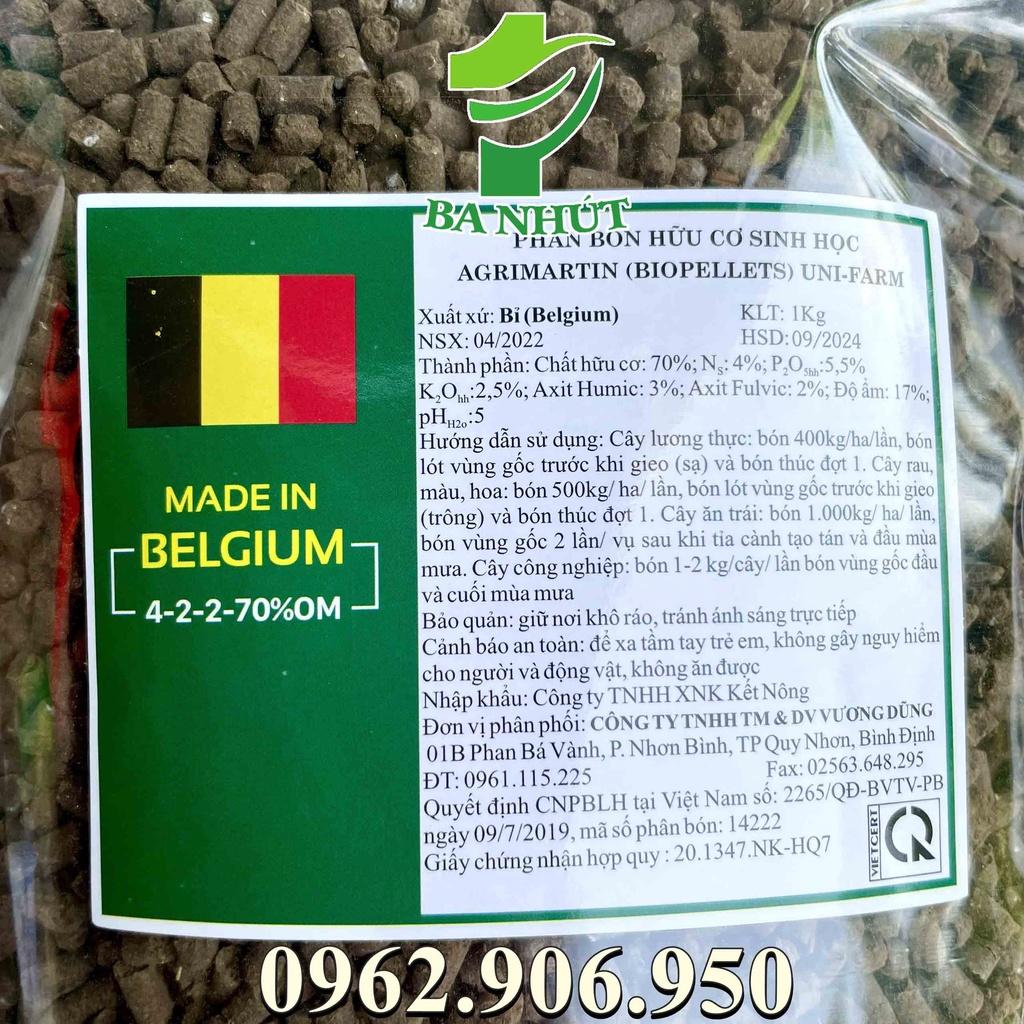 BA NHÚT
PHÂN BÓN HỮU CƠ SINH HỌC
AGRIMARTIN (BIOPELLETS) UNI-FARM
Xuất xứ: Bỉ (Belgium) KLT: 1Kg
NSX: 04/2022 HSD: 09/2024
Thành phần: Chất hữu cơ: 70%; Nₛ: 4%; P₂O₅hh:5,5%
K₂Ohh:2,5%; Axit Humic: 3%; Axit Fulvic: 2%; Độ ẩm: 17%;
pHH2o:5
Hướng dẫn sử dụng: Cây lương thực: bón 400kg/ha/lần, bón
lót vùng gốc trước khi gieo (sạ) và bón thúc đợt 1. Cây rau,
màu, hoa: bón 500kg/ ha/ lần, bón lót vùng gốc trước khi gieo
(trông) và bón thúc đợt 1. Cây ăn trái: bón 1.000kg/ ha/ lần,
bón vùng gốc 2 lần/ vụ sau khi tỉa cành tạo tán và đầu mùa
mưa. Cây công nghiệp: bón 1-2 kg/cây/ lần bón vùng gốc đầu
và cuối mùa mưa
Bảo quản: giữ nơi khô ráo, tránh ánh sáng trực tiếp
Cảnh báo an toàn: để xa tầm tay trẻ em, không gây nguy hiểm
cho người và động vật, không ăn được
Nhập khẩu: Công ty TNHH XNK Kết Nông
Đơn vị phân phối: CÔNG TY TNHH TM & DV VƯƠNG DŨNG
01B Phan Bá Vành, P. Nhơn Bình, TP Quy Nhơn, Bình Định
ĐT: 0961.115.225 Fax: 02563.648.295
Quyết định CNPBLH tại Việt Nam số: 2265/QĐ-BVTV-PB
ngày 09/7/2019, mã số phân bón: 14222
Giấy chứng nhận hợp quy : 20.1347.NK-HQ7
VIETCERT
MADE IN
BELGIUM
4-2-2-70%OM
0962.906.950